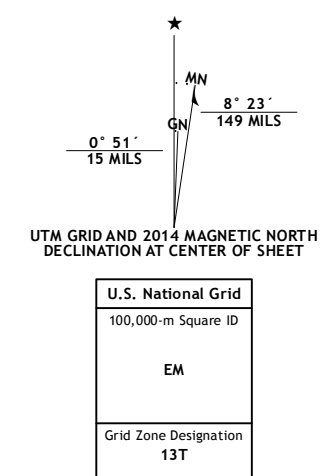 ★
MN
8° 23´
149 MILS
GN
0° 51´
15 MILS
UTM GRID AND 2014 MAGNETIC NORTH
DECLINATION AT CENTER OF SHEET
U.S. National Grid
100,000-m Square ID
EM
Grid Zone Designation
13T